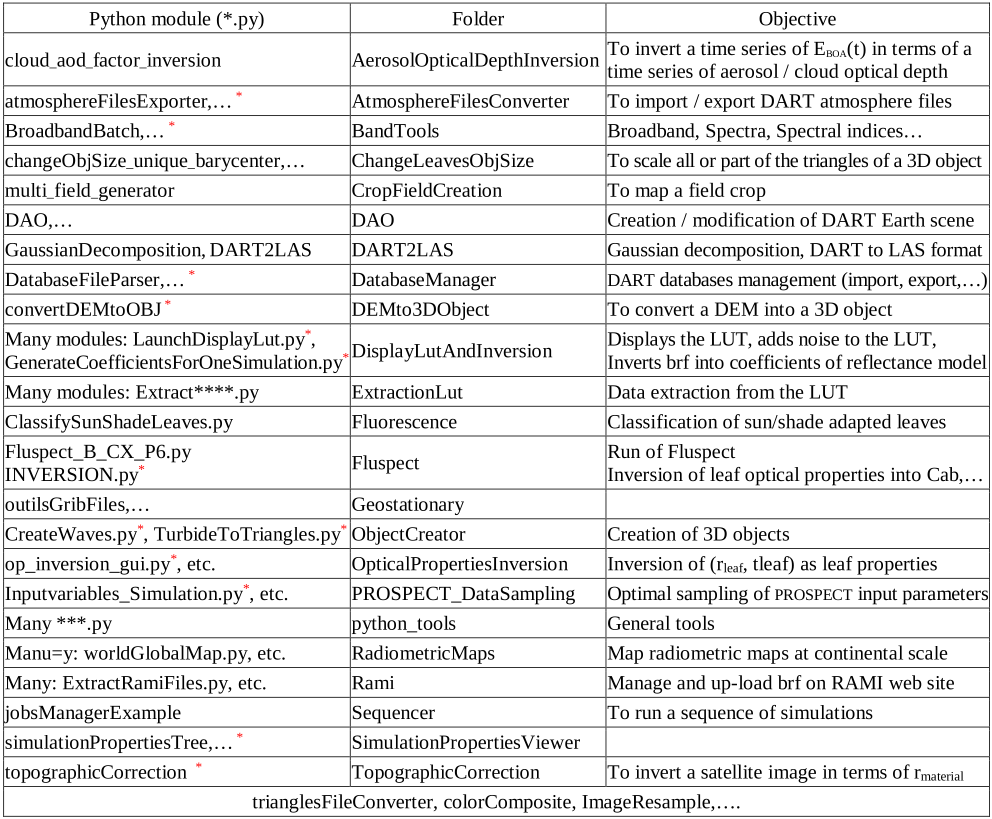 Python module (*.py) Folder Objective
cloud_aod_factor_inversion AerosolOpticalDepthInversion To invert a time series of EBOA(t) in terms of a
time series of aerosol / cloud optical depth
atmosphereFilesExporter,… * AtmosphereFilesConverter To import / export DART atmosphere files
BroadbandBatch,… * BandTools Broadband, Spectra, Spectral indices…
changeObjSize_unique_barycenter,… ChangeLeavesObjSize To scale all or part of the triangles of a 3D object
multi_field_generator CropFieldCreation To map a field crop
DAO,… DAO Creation / modification of DART Earth scene
GaussianDecomposition, DART2LAS DART2LAS Gaussian decomposition, DART to LAS format
DatabaseFileParser,… * DatabaseManager DART databases management (import, export,…)
convertDEMtoOBJ * DEMto3DObject To convert a DEM into a 3D object
Many modules: LaunchDisplayLut.py*,
GenerateCoefficientsForOneSimulation.py* DisplayLutAndInversion Displays the LUT, adds noise to the LUT,
Inverts brf into coefficients of reflectance model
Many modules: Extract****.py ExtractionLut Data extraction from the LUT
ClassifySunShadeLeaves.py Fluorescence Classification of sun/shade adapted leaves
Fluspect_B_CX_P6.py
INVERSION.py* Fluspect Run of Fluspect
Inversion of leaf optical properties into Cab,…
outilsGribFiles,… Geostationary
CreateWaves.py*, TurbideToTriangles.py* ObjectCreator Creation of 3D objects
op_inversion_gui.py*, etc. OpticalPropertiesInversion Inversion of (rleaf, tleaf) as leaf properties
Inputvariables_Simulation.py*, etc. PROSPECT_DataSampling Optimal sampling of PROSPECT input parameters
Many ***.py python_tools General tools
Manu=y: worldGlobalMap.py, etc. RadiometricMaps Map radiometric maps at continental scale
Many: ExtractRamiFiles.py, etc. Rami Manage and up-load brf on RAMI web site
jobsManagerExample Sequencer To run a sequence of simulations
simulationPropertiesTree,… * SimulationPropertiesViewer
topographicCorrection * TopographicCorrection To invert a satellite image in terms of rmaterial
trianglesFileConverter, colorComposite, ImageResample,….